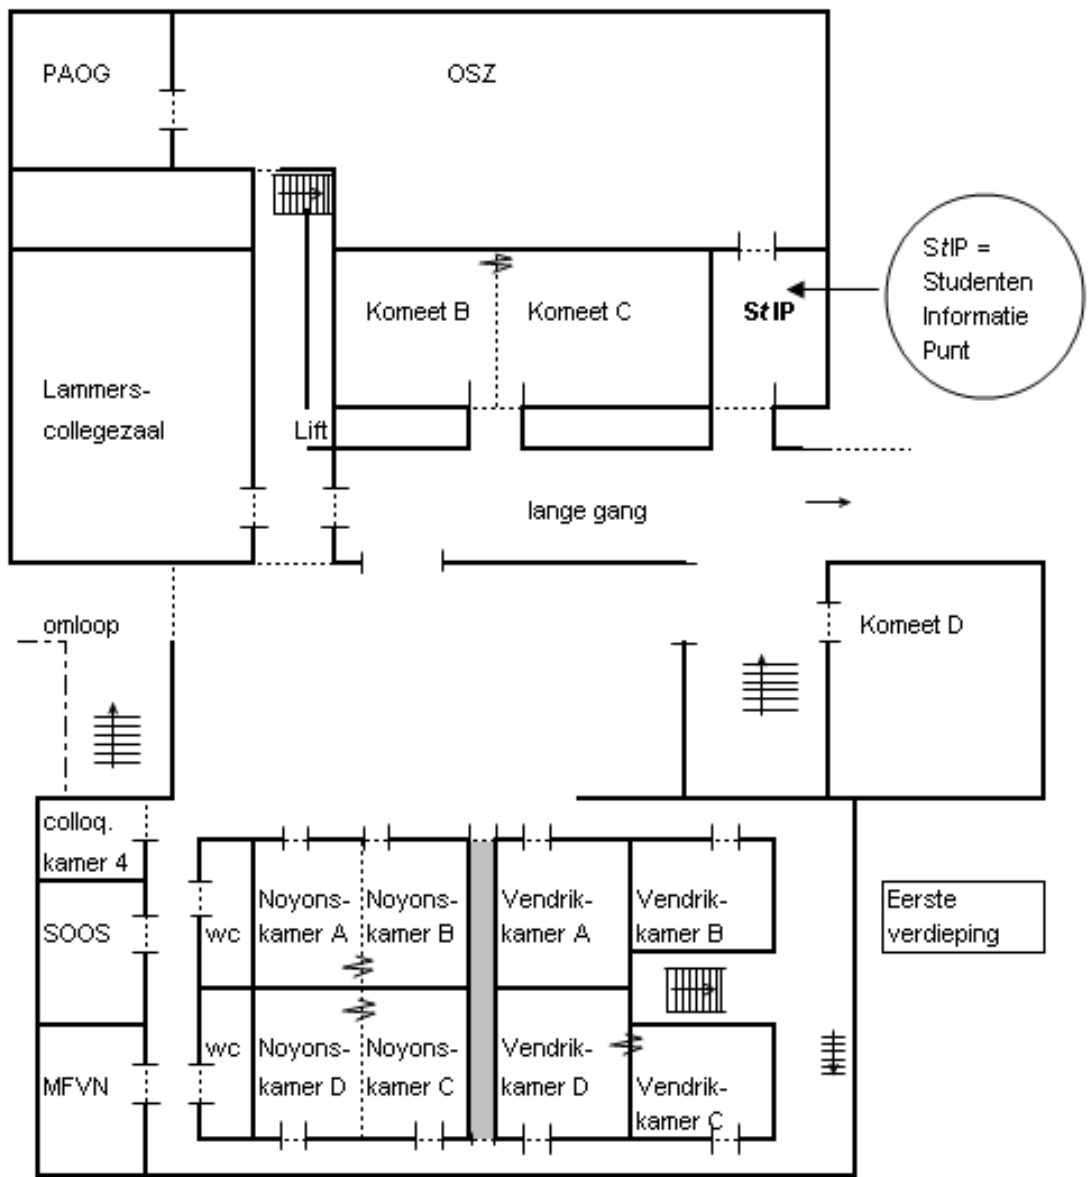 PAOG
OSZ
StIP =
Studenten
Informatie
Punt
Komeet B
Komeet C
StIP
Lammers-
collegezaal
Lift
lange gang
omloop
Komeet D
colloq.
kamer 4
SOOS
MFVN
wc
wc
Noyons-
kamer A
Noyons-
kamer B
Vendrik-
kamer A
Vendrik-
kamer B
Noyons-
kamer D
Noyons-
kamer C
Vendrik-
kamer D
Vendrik-
kamer C
Eerste
verdieping